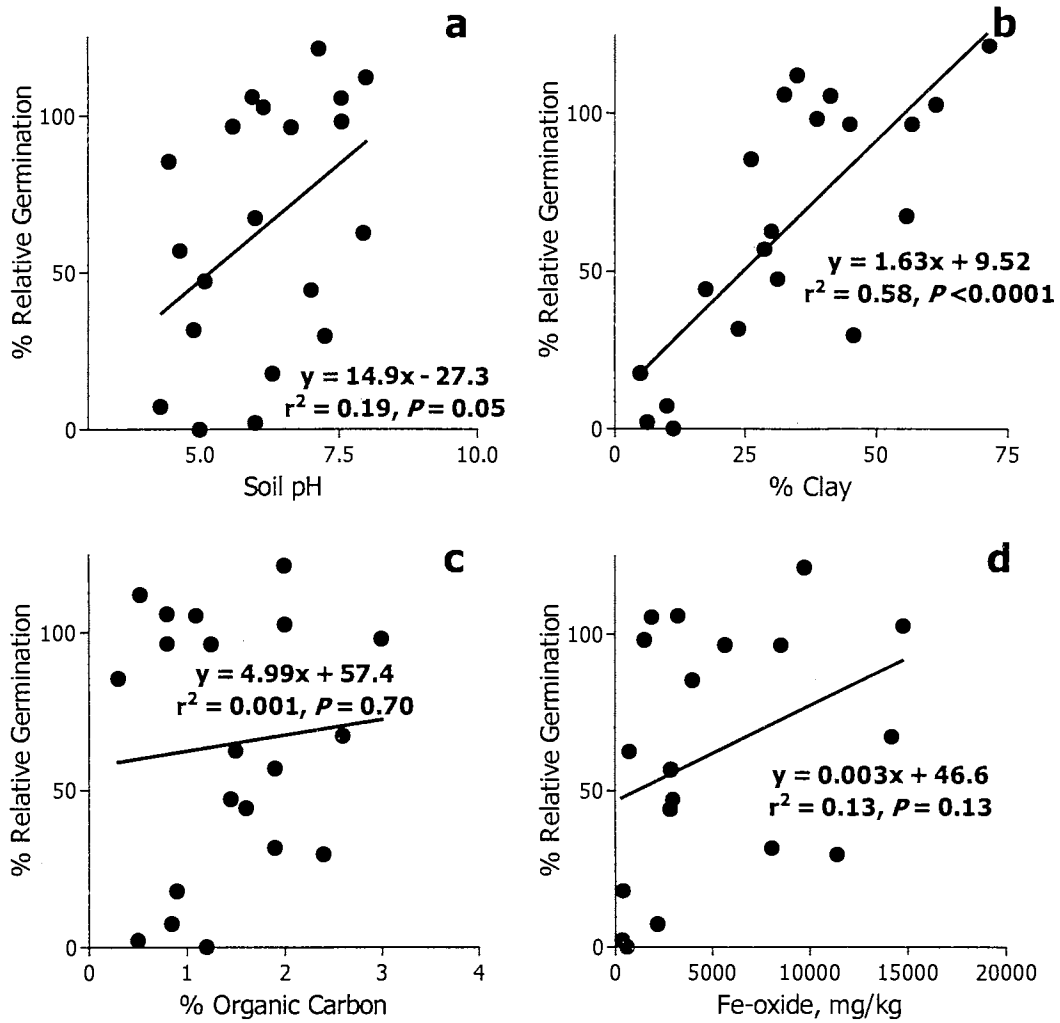 a
% Relative Germination
100
50
0
y = 14.9x - 27.3
r² = 0.19, P = 0.05
5.0 7.5 10.0
Soil pH
b
% Relative Germination
100
50
0
y = 1.63x + 9.52
r² = 0.58, P <0.0001
0 25 50 75
% Clay
c
% Relative Germination
100
50
0
y = 4.99x + 57.4
r² = 0.001, P = 0.70
0 1 2 3 4
% Organic Carbon
d
% Relative Germination
100
50
0
y = 0.003x + 46.6
r² = 0.13, P = 0.13
0 5000 10000 15000 20000
Fe-oxide, mg/kg